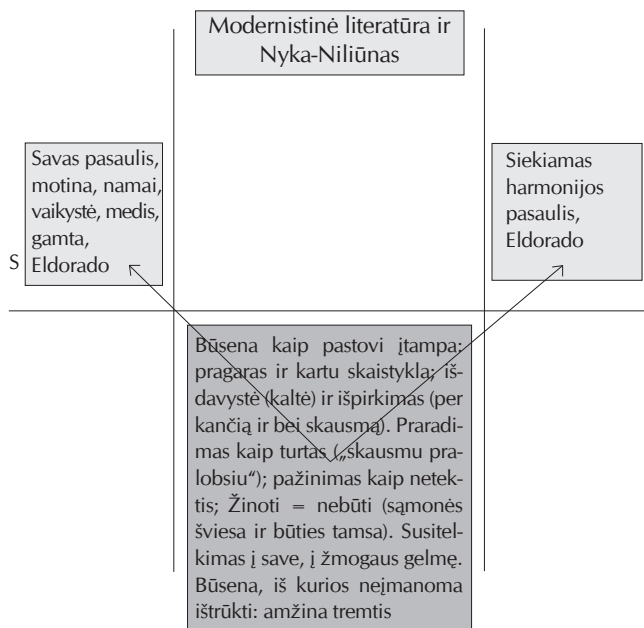 Modernistinė literatūra ir
Nyka-Niliūnas
Savas pasaulis,
motina, namai,
vaikystė, medis,
gamta,
Eldorado
S
Siekiamas
harmonijos
pasaulis,
Eldorado
Būsena kaip pastovi įtampa:
pragaras ir kartu skaistykla; iš-
davystė (kaltė) ir išpirkimas (per
kančią ir bei skausmą). Praradi-
mas kaip turtas („skausmu pra-
lobsiu“); pažinimas kaip netek-
tis; Žinoti = nebūti (sąmonės
šviesa ir būties tamsa). Susitel-
kimas į save, į žmogaus gelmę.
Būsena, iš kurios neįmanoma
ištrūkti: amžina tremtis